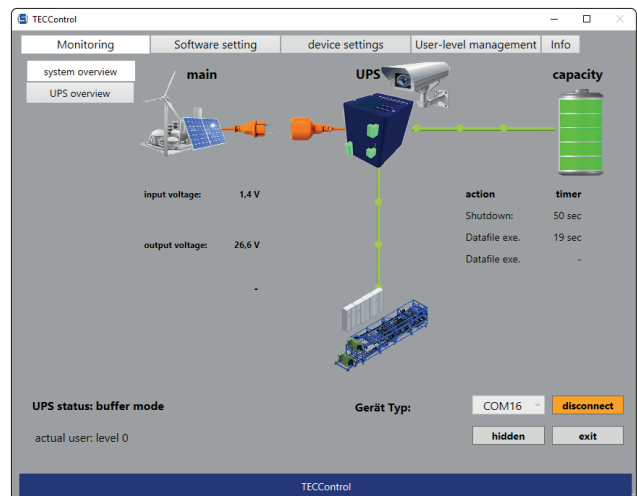 TECControl
Monitoring Software setting device settings User-level management Info
system overview
UPS overview
main UPS capacity
input voltage: 1,4 V
output voltage: 26,6 V
-
action timer
Shutdown: 50 sec
Datafile exe. 19 sec
Datafile exe. -
UPS status: buffer mode
Gerät Typ: COM16 disconnect
actual user: level 0
hidden exit
TECControl